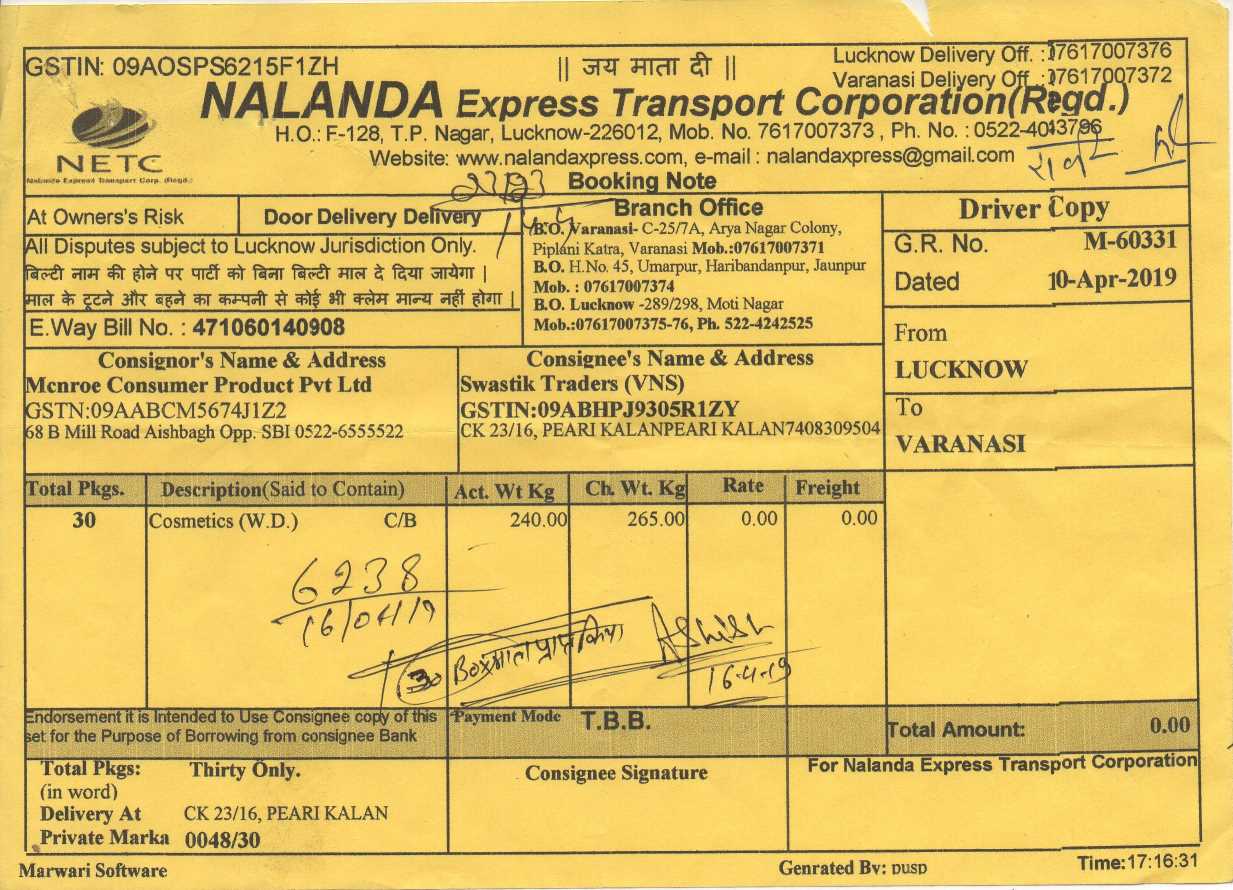 GSTIN: 09AOSPS6215F1ZH
|| जय माता दी ||
Lucknow Delivery Off. :07617007376
Varanasi Deliyery Off. :07617007372
NALANDA Express Transport Corporation(Regd.)
H.O.: F-128, T.P. Nagar, Lucknow-226012, Mob. No. 7617007373 , Ph. No. : 0522-4013796
Website: www.nalandaxpress.com, e-mail : nalandaxpress@gmail.com
NETC
Nalanda Express Transport Corp. (Regd.)
Booking Note
At Owners's Risk
Door Delivery Delivery
Branch Office
Driver Copy
All Disputes subject to Lucknow Jurisdiction Only.
बिल्टी नाम की होने पर पार्टी को बिना बिल्टी माल दे दिया जायेगा |
माल के टूटने और बहने का कम्पनी से कोई भी क्लेम मान्य नहीं होगा |
E.Way Bill No. : 471060140908
B.O. Varanasi- C-25/7A, Arya Nagar Colony,
Piplani Katra, Varanasi Mob.:07617007371
B.O. H.No. 45, Umarpur, Haribandanpur, Jaunpur
Mob. : 07617007374
B.O. Lucknow -289/298, Moti Nagar
Mob.:07617007375-76, Ph. 522-4242525
G.R. No. M-60331
Dated 10-Apr-2019
From
LUCKNOW
To
VARANASI
Consignor's Name & Address
Mcnroe Consumer Product Pvt Ltd
GSTN:09AABCM5674J1Z2
68 B Mill Road Aishbagh Opp. SBI 0522-6555522
Consignee's Name & Address
Swastik Traders (VNS)
GSTIN:09ABHPJ9305R1ZY
CK 23/16, PEARI KALANPEARI KALAN7408309504
Total Pkgs. Description(Said to Contain) Act. Wt Kg Ch. Wt. Kg Rate Freight
30 Cosmetics (W.D.) C/B 240.00 265.00 0.00 0.00
6238
16/04/19
30 Box माल प्राप्त किया
Ashish
16-4-19
Endorsement it is Intended to Use Consignee copy of this
set for the Purpose of Borrowing from consignee Bank
Payment Mode T.B.B.
Total Amount: 0.00
Total Pkgs: Thirty Only.
(in word)
Delivery At CK 23/16, PEARI KALAN
Private Marka 0048/30
Consignee Signature
For Nalanda Express Transport Corporation
Marwari Software
Genrated By: pusp
Time:17:16:31